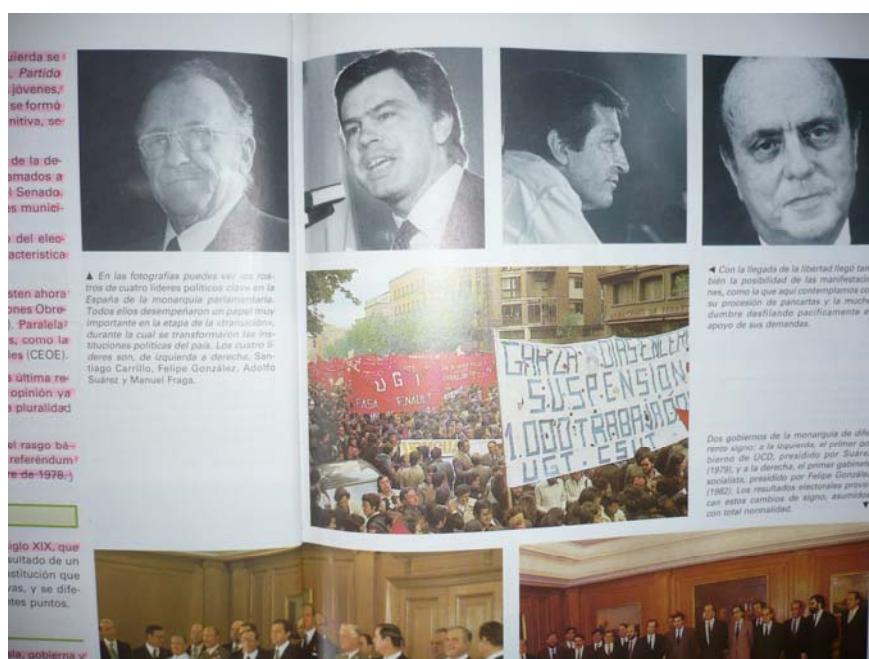 izquierda se
, Partido
jóvenes,
se formó
nitiva, se
de la de-
amados a
l Senado,
es munici-
o del elec-
acterística
sten ahora
ones Obre-
). Paralela-
s, como la
les (CEOE).
a última re-
opinión ya
a pluralidad
el rasgo bá-
referéndum
re de 1978.)
siglo XIX, que
sultado de un
nstitución que
vas, y se dife-
ntes puntos.
sla, gobierna y
▲ En las fotografías puedes ver los ros-
tros de cuatro líderes políticos clave en la
España de la monarquía parlamentaria.
Todos ellos desempeñaron un papel muy
importante en la etapa de la «transición»,
durante la cual se transformaron las ins-
tituciones políticas del país. Los cuatro lí-
deres son, de izquierda a derecha, San-
tiago Carrillo, Felipe González, Adolfo
Suárez y Manuel Fraga.
UGT
FASA RENAULT
GARZA DIASENCER
SUSPENSION
1.000 TRABAJADO
UGT-CSUT
◄ Con la llegada de la libertad llegó tam
bién la posibilidad de las manifestacio
nes, como la que aquí contemplamos co
su procesión de pancartas y la muche
dumbre desfilando pacíficamente e
apoyo de sus demandas.
Dos gobiernos de la monarquía de dife
rente signo: a la izquierda, el primer go
bierno de UCD, presidido por Suáre
(1979), y a la derecha, el primer gabinete
socialista, presidido por Felipe González
(1982). Los resultados electorales provo
can estos cambios de signo, asumidos
con total normalidad. ▼